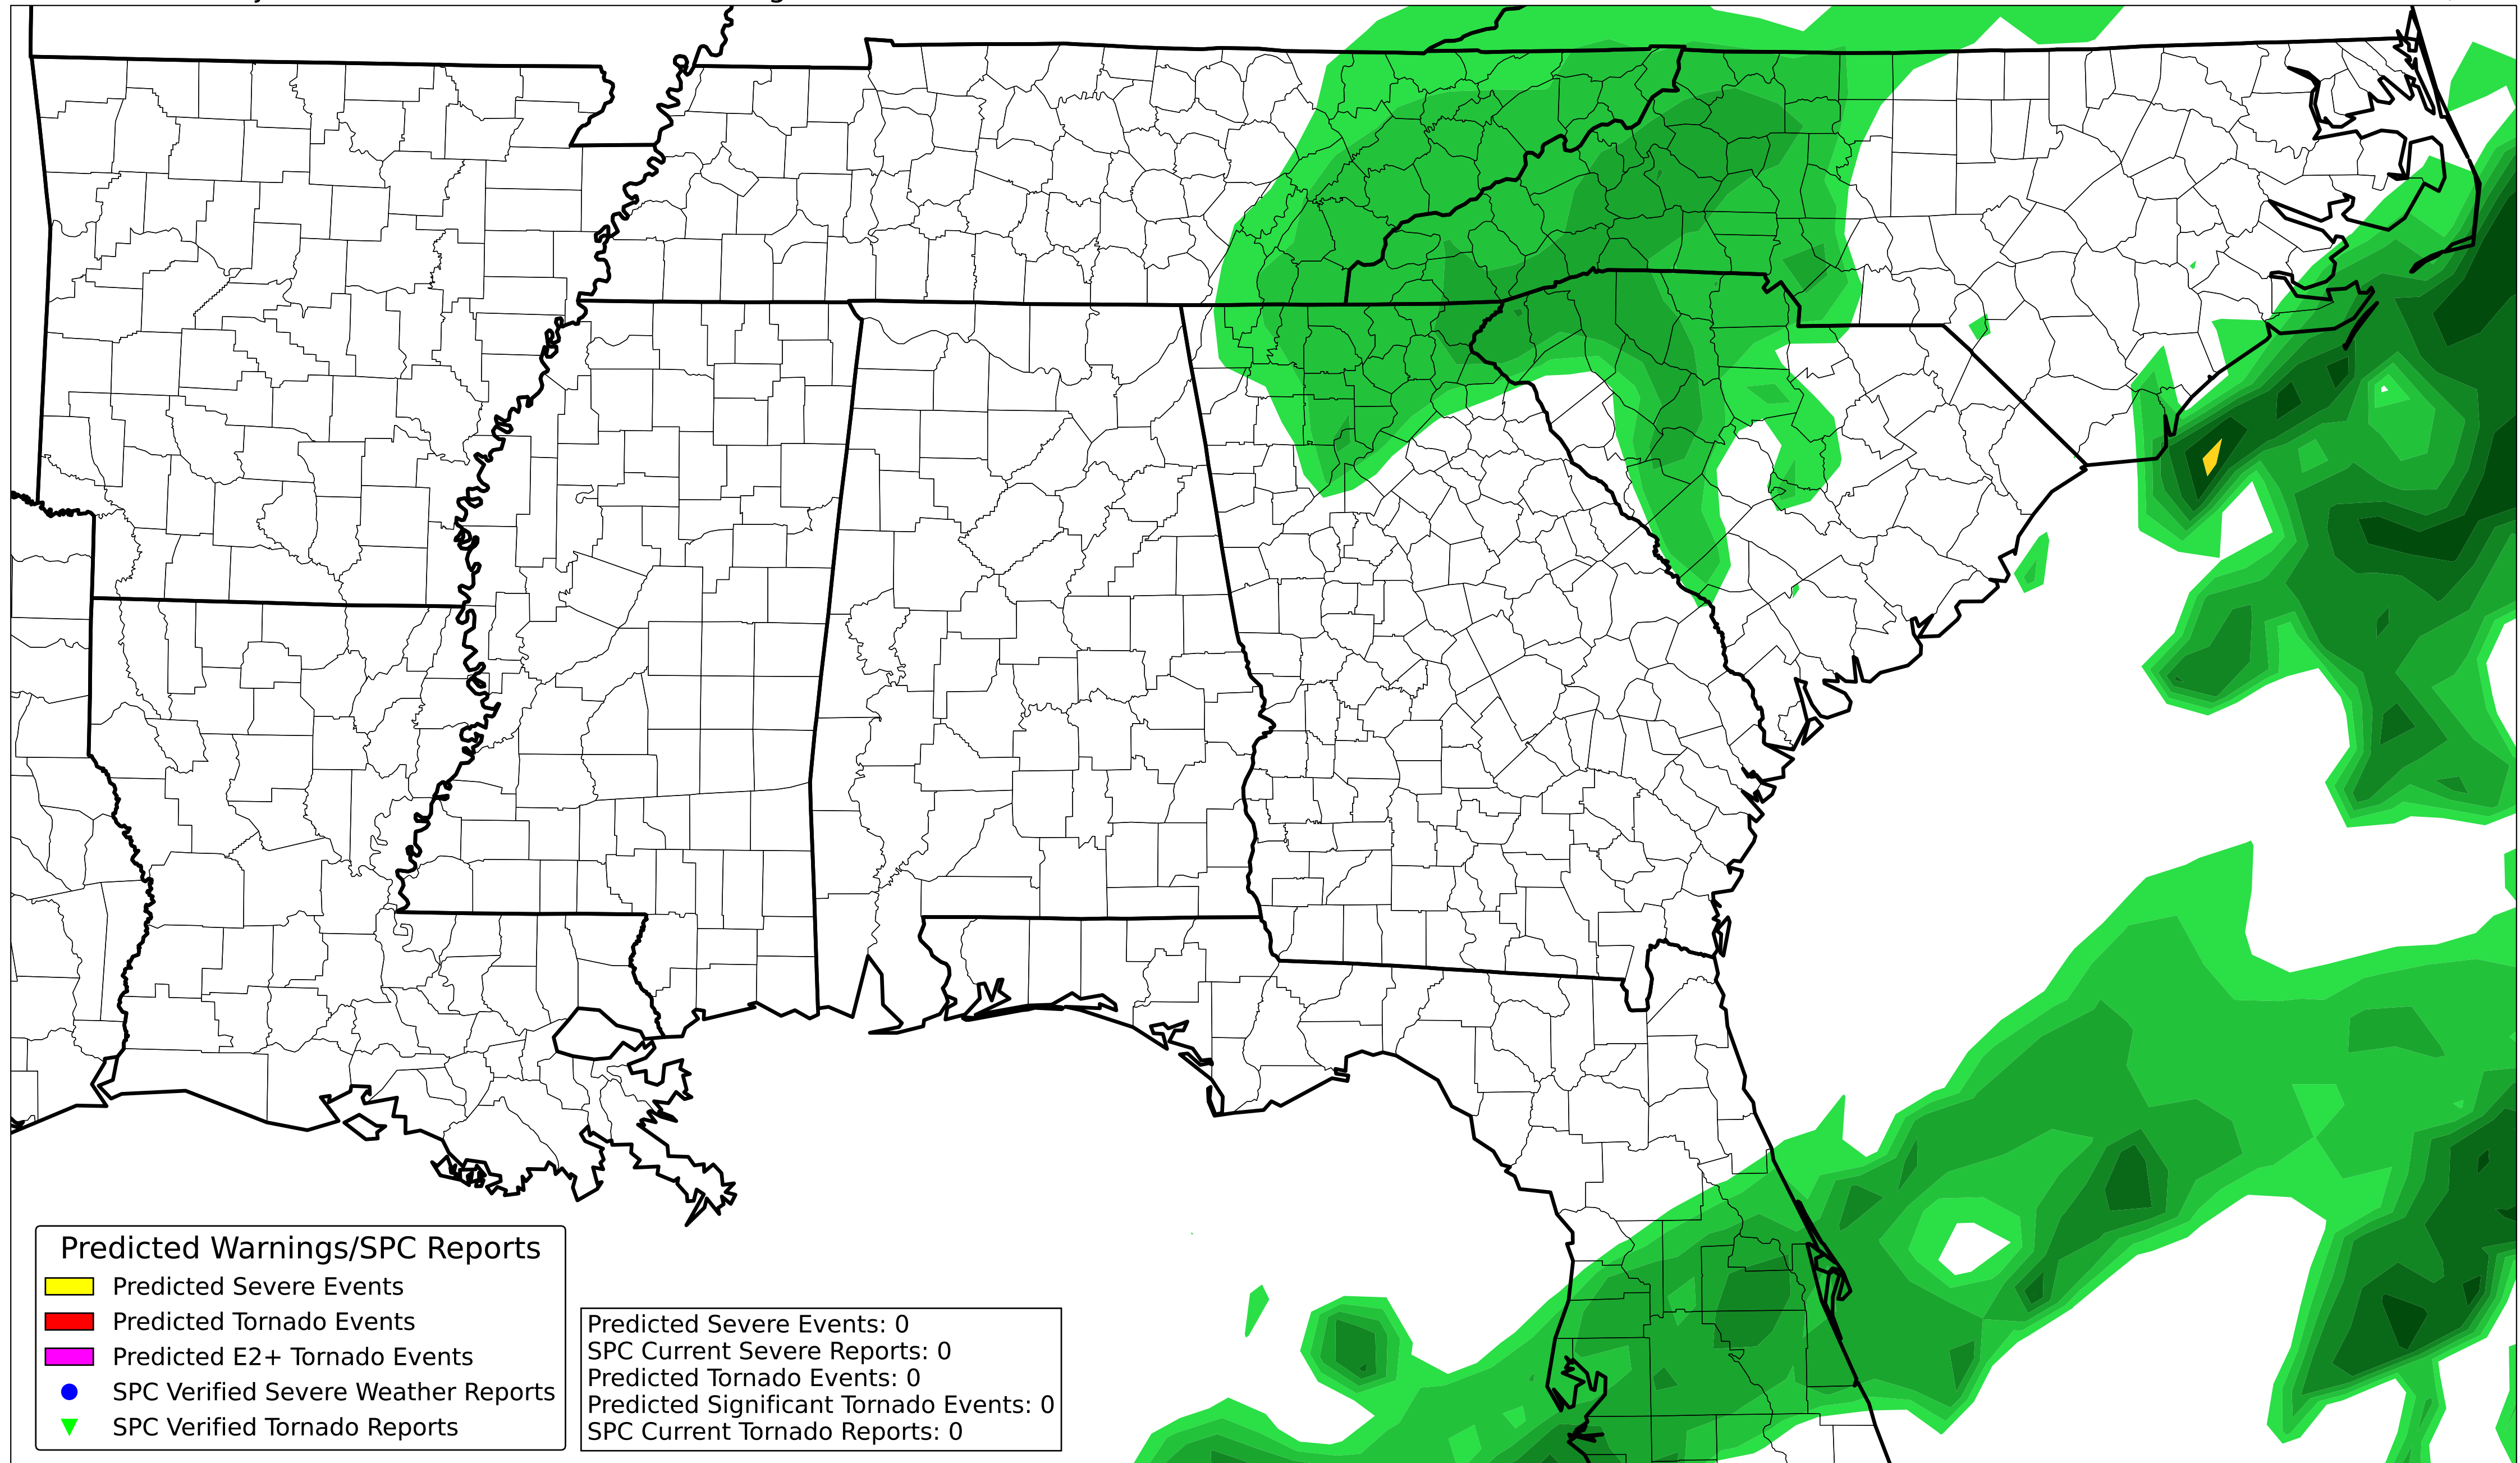 Predicted Warnings/SPC Reports
Predicted Severe Events
Predicted Tornado Events
Predicted E2+ Tornado Events
SPC Verified Severe Weather Reports
SPC Verified Tornado Reports
Predicted Severe Events: 0
SPC Current Severe Reports: 0
Predicted Tornado Events: 0
Predicted Significant Tornado Events: 0
SPC Current Tornado Reports: 0